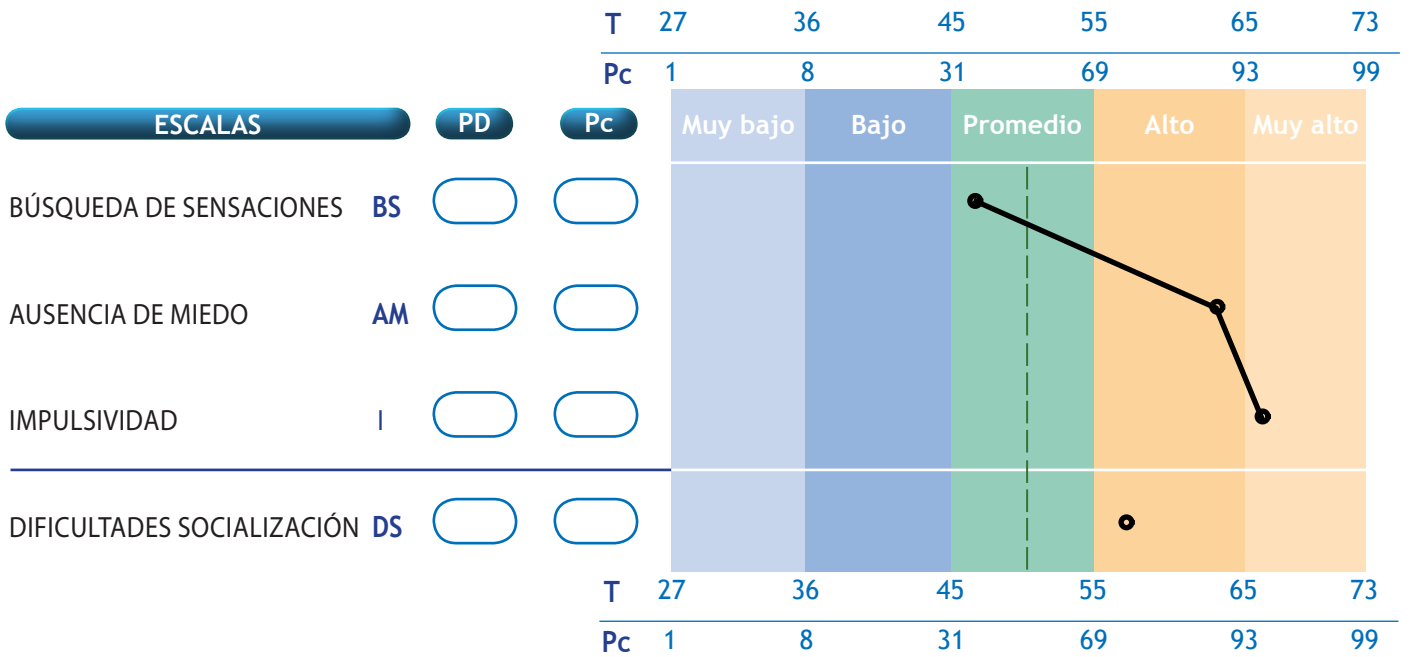 T 27 36 45 55 65 73
Pc 1 8 31 69 93 99
ESCALAS PD Pc Muy bajo Bajo Promedio Alto Muy alto
BÚSQUEDA DE SENSACIONES BS
AUSENCIA DE MIEDO AM
IMPULSIVIDAD I
DIFICULTADES SOCIALIZACIÓN DS
T 27 36 45 55 65 73
Pc 1 8 31 69 93 99